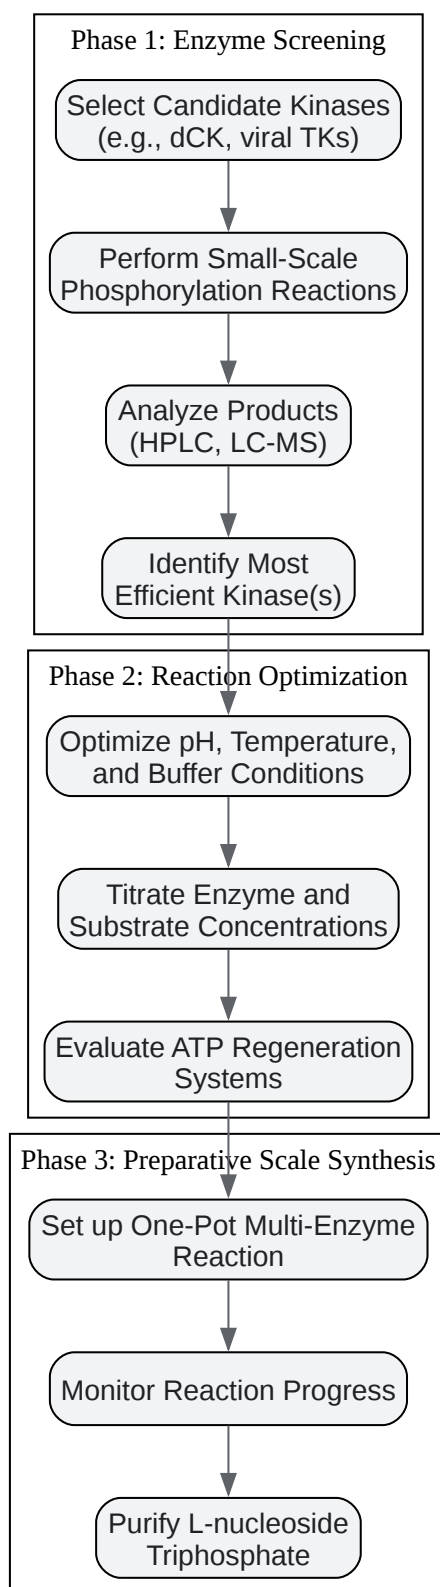 Phase 1: Enzyme Screening
Select Candidate Kinases
(e.g., dCK, viral TKs)
Perform Small-Scale
Phosphorylation Reactions
Analyze Products
(HPLC, LC-MS)
Identify Most
Efficient Kinase(s)
Phase 2: Reaction Optimization
Optimize pH, Temperature,
and Buffer Conditions
Titrate Enzyme and
Substrate Concentrations
Evaluate ATP Regeneration
Systems
Phase 3: Preparative Scale Synthesis
Set up One-Pot Multi-Enzyme
Reaction
Monitor Reaction Progress
Purify L-nucleoside
Triphosphate